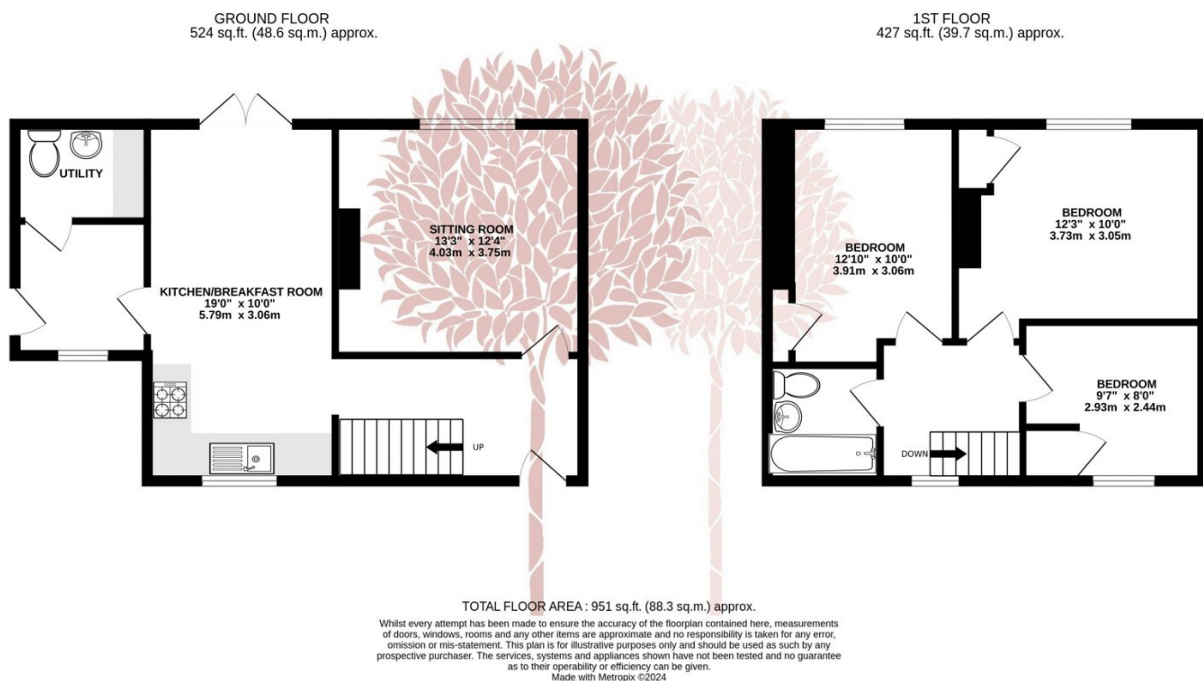 GROUND FLOOR
524 sq.ft. (48.6 sq.m.) approx.
1ST FLOOR
427 sq.ft. (39.7 sq.m.) approx.
UTILITY
KITCHEN/BREAKFAST ROOM
19'0" x 10'0"
5.79m x 3.06m
SITTING ROOM
13'3" x 12'4"
4.03m x 3.75m
UP
BEDROOM
12'10" x 10'0"
3.91m x 3.06m
BEDROOM
12'3" x 10'0"
3.73m x 3.05m
BEDROOM
9'7" x 8'0"
2.93m x 2.44m
DOWN
TOTAL FLOOR AREA : 951 sq.ft. (88.3 sq.m.) approx.
Whilst every attempt has been made to ensure the accuracy of the floorplan contained here, measurements
of doors, windows, rooms and any other items are approximate and no responsibility is taken for any error,
omission or mis-statement. This plan is for illustrative purposes only and should be used as such by any
prospective purchaser. The services, systems and appliances shown have not been tested and no guarantee
as to their operability or efficiency can be given.
Made with Metropix ©2024